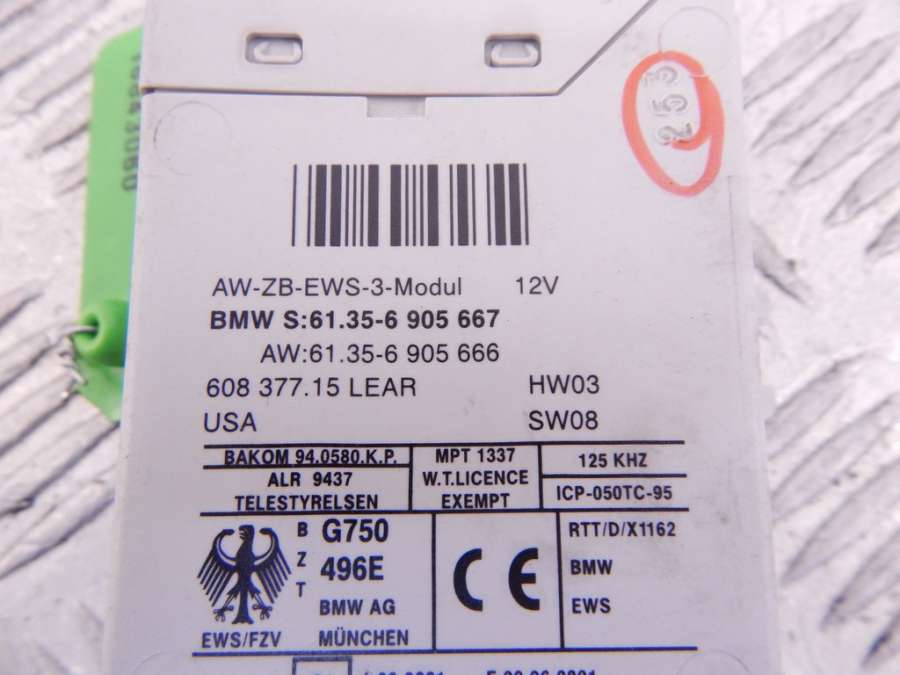 AW-ZB-EWS-3-Modul 12V
BMW S:61.35-6 905 667
AW:61.35-6 905 666
608 377.15 LEAR HW03
USA SW08
BAKOM 94.0580.K.P.
ALR 9437
TELESTYRELSEN
MPT 1337
W.T.LICENCE
EXEMPT
125 KHZ
ICP-050TC-95
BZT
G750
496E
BMW AG
MÜNCHEN
EWS/FZV
CE
RTT/D/X1162
BMW
EWS